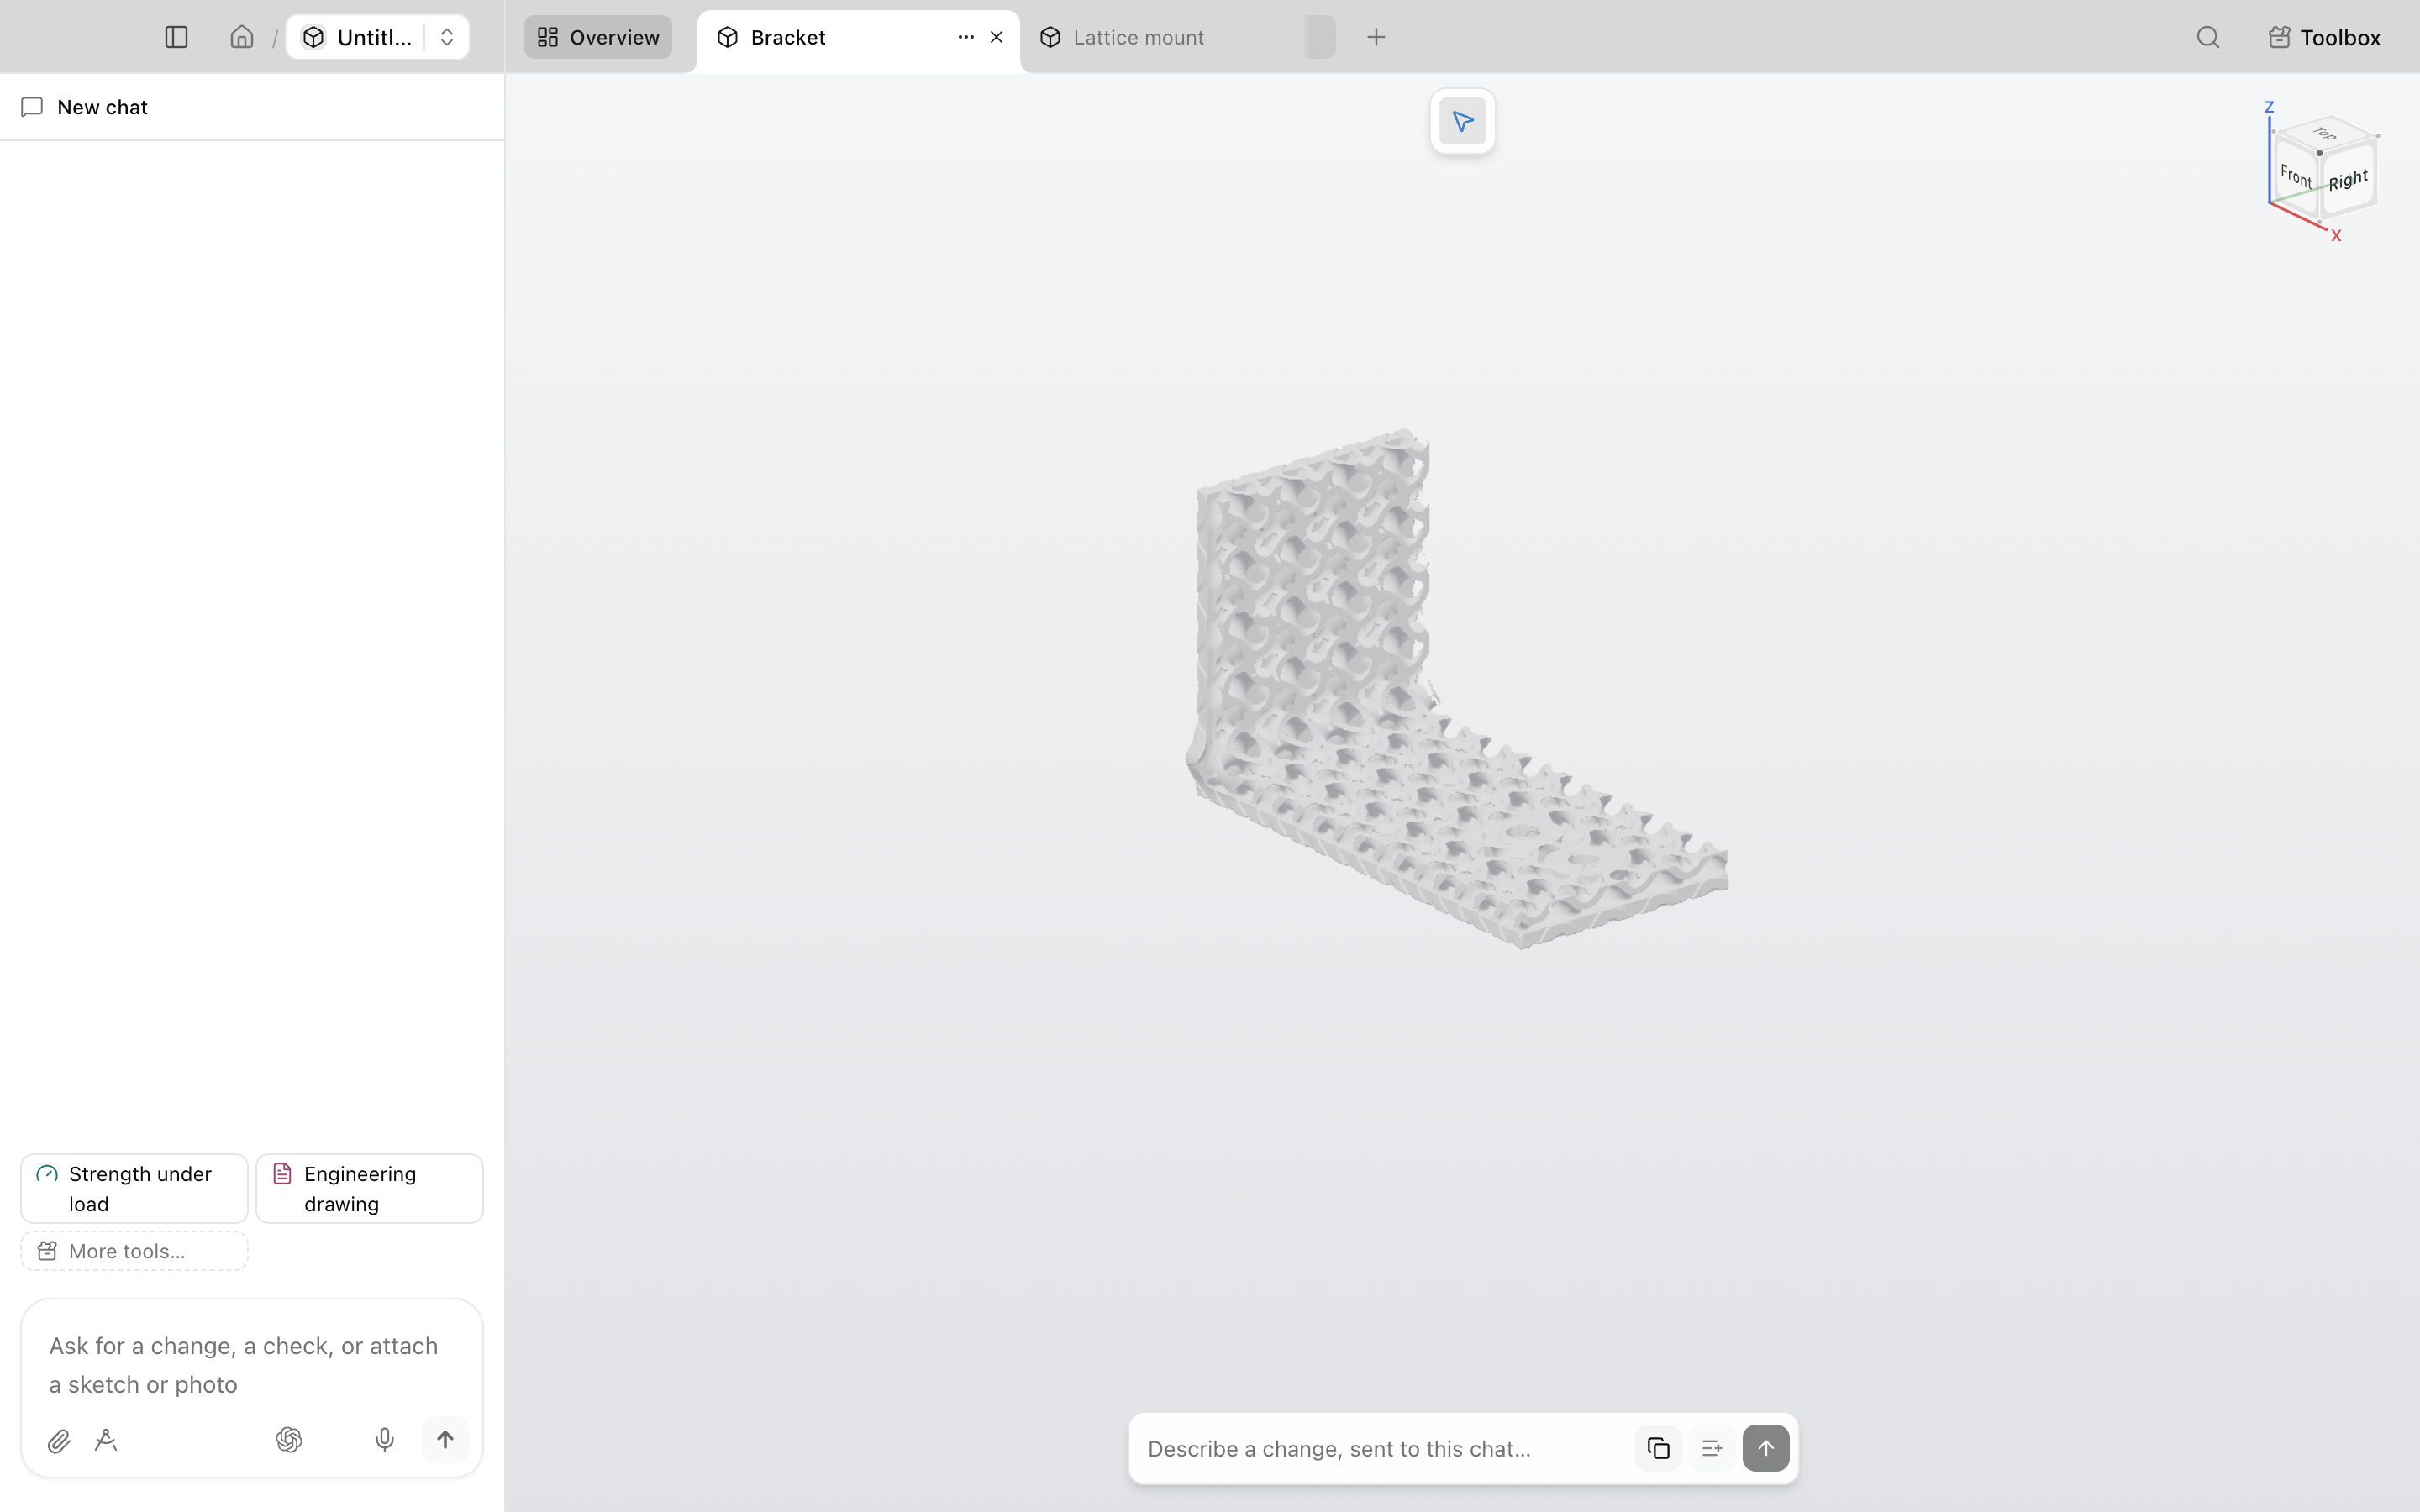 / Untitl...
Overview
Bracket
Lattice mount
Toolbox
New chat
Z
Top
Front
Right
X
Strength under
load
Engineering
drawing
More tools...
Ask for a change, a check, or attach
a sketch or photo
Describe a change, sent to this chat...